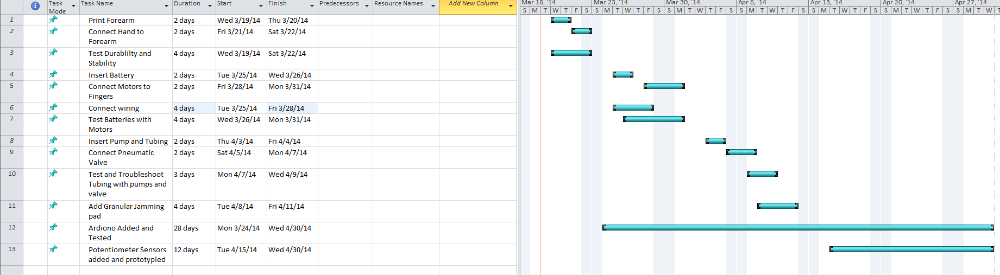 Task Mode Task Name Duration Start Finish Predecessors Resource Names Add New Column
Mar 16, '14 Mar 23, '14 Mar 30, '14 Apr 6, '14 Apr 13, '14 Apr 20, '14 Apr 27, '14
S M T W T F S S M T W T F S S M T W T F S S M T W T F S S M T W T F S S M T W T F S S M T W T
1 Print Forearm 2 days Wed 3/19/14 Thu 3/20/14
2 Connect Hand to 2 days Fri 3/21/14 Sat 3/22/14
Forearm
3 Test Durablilty and 4 days Wed 3/19/14 Sat 3/22/14
Stability
4 Insert Battery 2 days Tue 3/25/14 Wed 3/26/14
5 Connect Motors to 2 days Fri 3/28/14 Mon 3/31/14
Fingers
6 Connect wiring 4 days Tue 3/25/14 Fri 3/28/14
7 Test Batteries with 4 days Wed 3/26/14 Mon 3/31/14
Motors
8 Insert Pump and Tubing 2 days Thu 4/3/14 Fri 4/4/14
9 Connect Pneumatic 2 days Sat 4/5/14 Mon 4/7/14
Valve
10 Test and Troubleshoot 3 days Mon 4/7/14 Wed 4/9/14
Tubing with pumps and
valve
11 Add Granular Jamming 4 days Tue 4/8/14 Fri 4/11/14
pad
12 Ardiono Added and 28 days Mon 3/24/14 Wed 4/30/14
Tested
13 Potentiometer Sensors 12 days Tue 4/15/14 Wed 4/30/14
added and prototypled